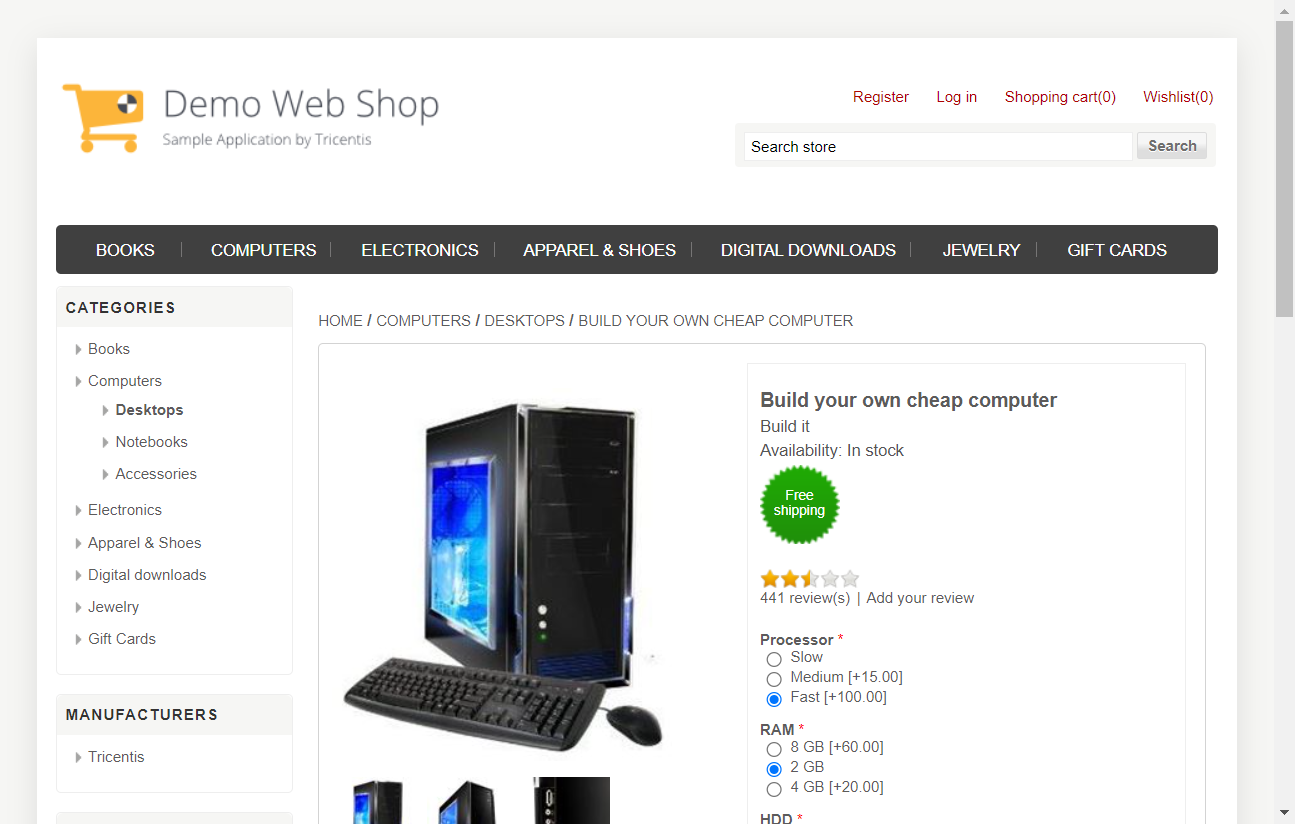 Demo Web Shop
Sample Application by Tricentis
Register
Log in
Shopping cart(0)
Wishlist(0)
Search store
Search
BOOKS
COMPUTERS
ELECTRONICS
APPAREL & SHOES
DIGITAL DOWNLOADS
JEWELRY
GIFT CARDS
CATEGORIES
Books
Computers
Desktops
Notebooks
Accessories
Electronics
Apparel & Shoes
Digital downloads
Jewelry
Gift Cards
MANUFACTURERS
Tricentis
HOME / COMPUTERS / DESKTOPS / BUILD YOUR OWN CHEAP COMPUTER
Build your own cheap computer
Build it
Availability: In stock
Free
shipping
441 review(s) | Add your review
Processor *
Slow
Medium [+15.00]
Fast [+100.00]
RAM *
8 GB [+60.00]
2 GB
4 GB [+20.00]
HDD *